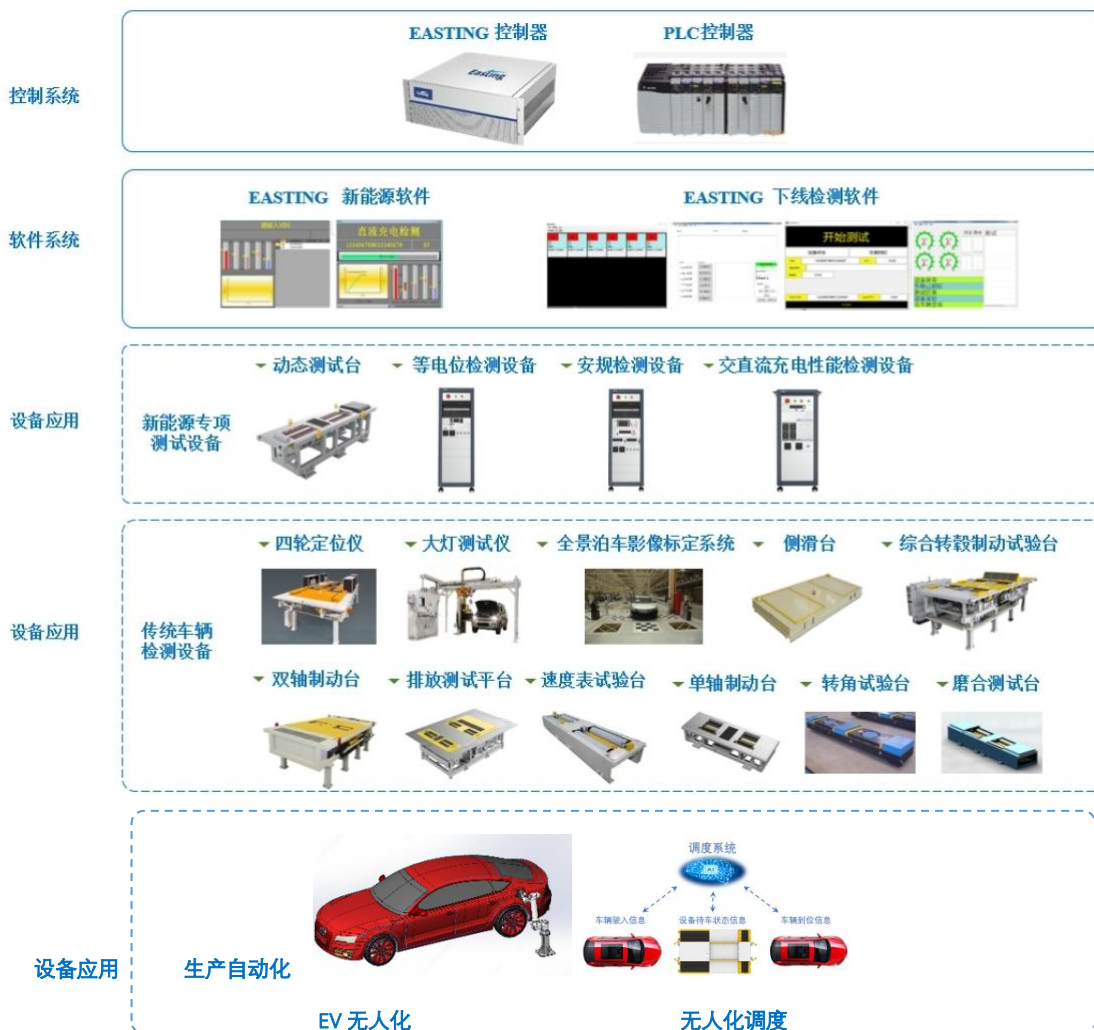 EASTING 控制器
PLC控制器
Easting
控制系统
EASTING 新能源软件
EASTING 下线检测软件
软件系统
直流充电检测
开始测试
动态测试台
等电位检测设备
安规检测设备
交直流充电性能检测设备
设备应用
新能源专项
测试设备
四轮定位仪
大灯测试仪
全景泊车影像标定系统
侧滑台
综合转毂制动试验台
设备应用
传统车辆
检测设备
双轴制动台
排放测试平台
速度表试验台
单轴制动台
转角试验台
磨合测试台
调度系统
AI
车辆驶入信息
设备待车状态信息
车辆到位信息
设备应用
生产自动化
EV 无人化
无人化调度